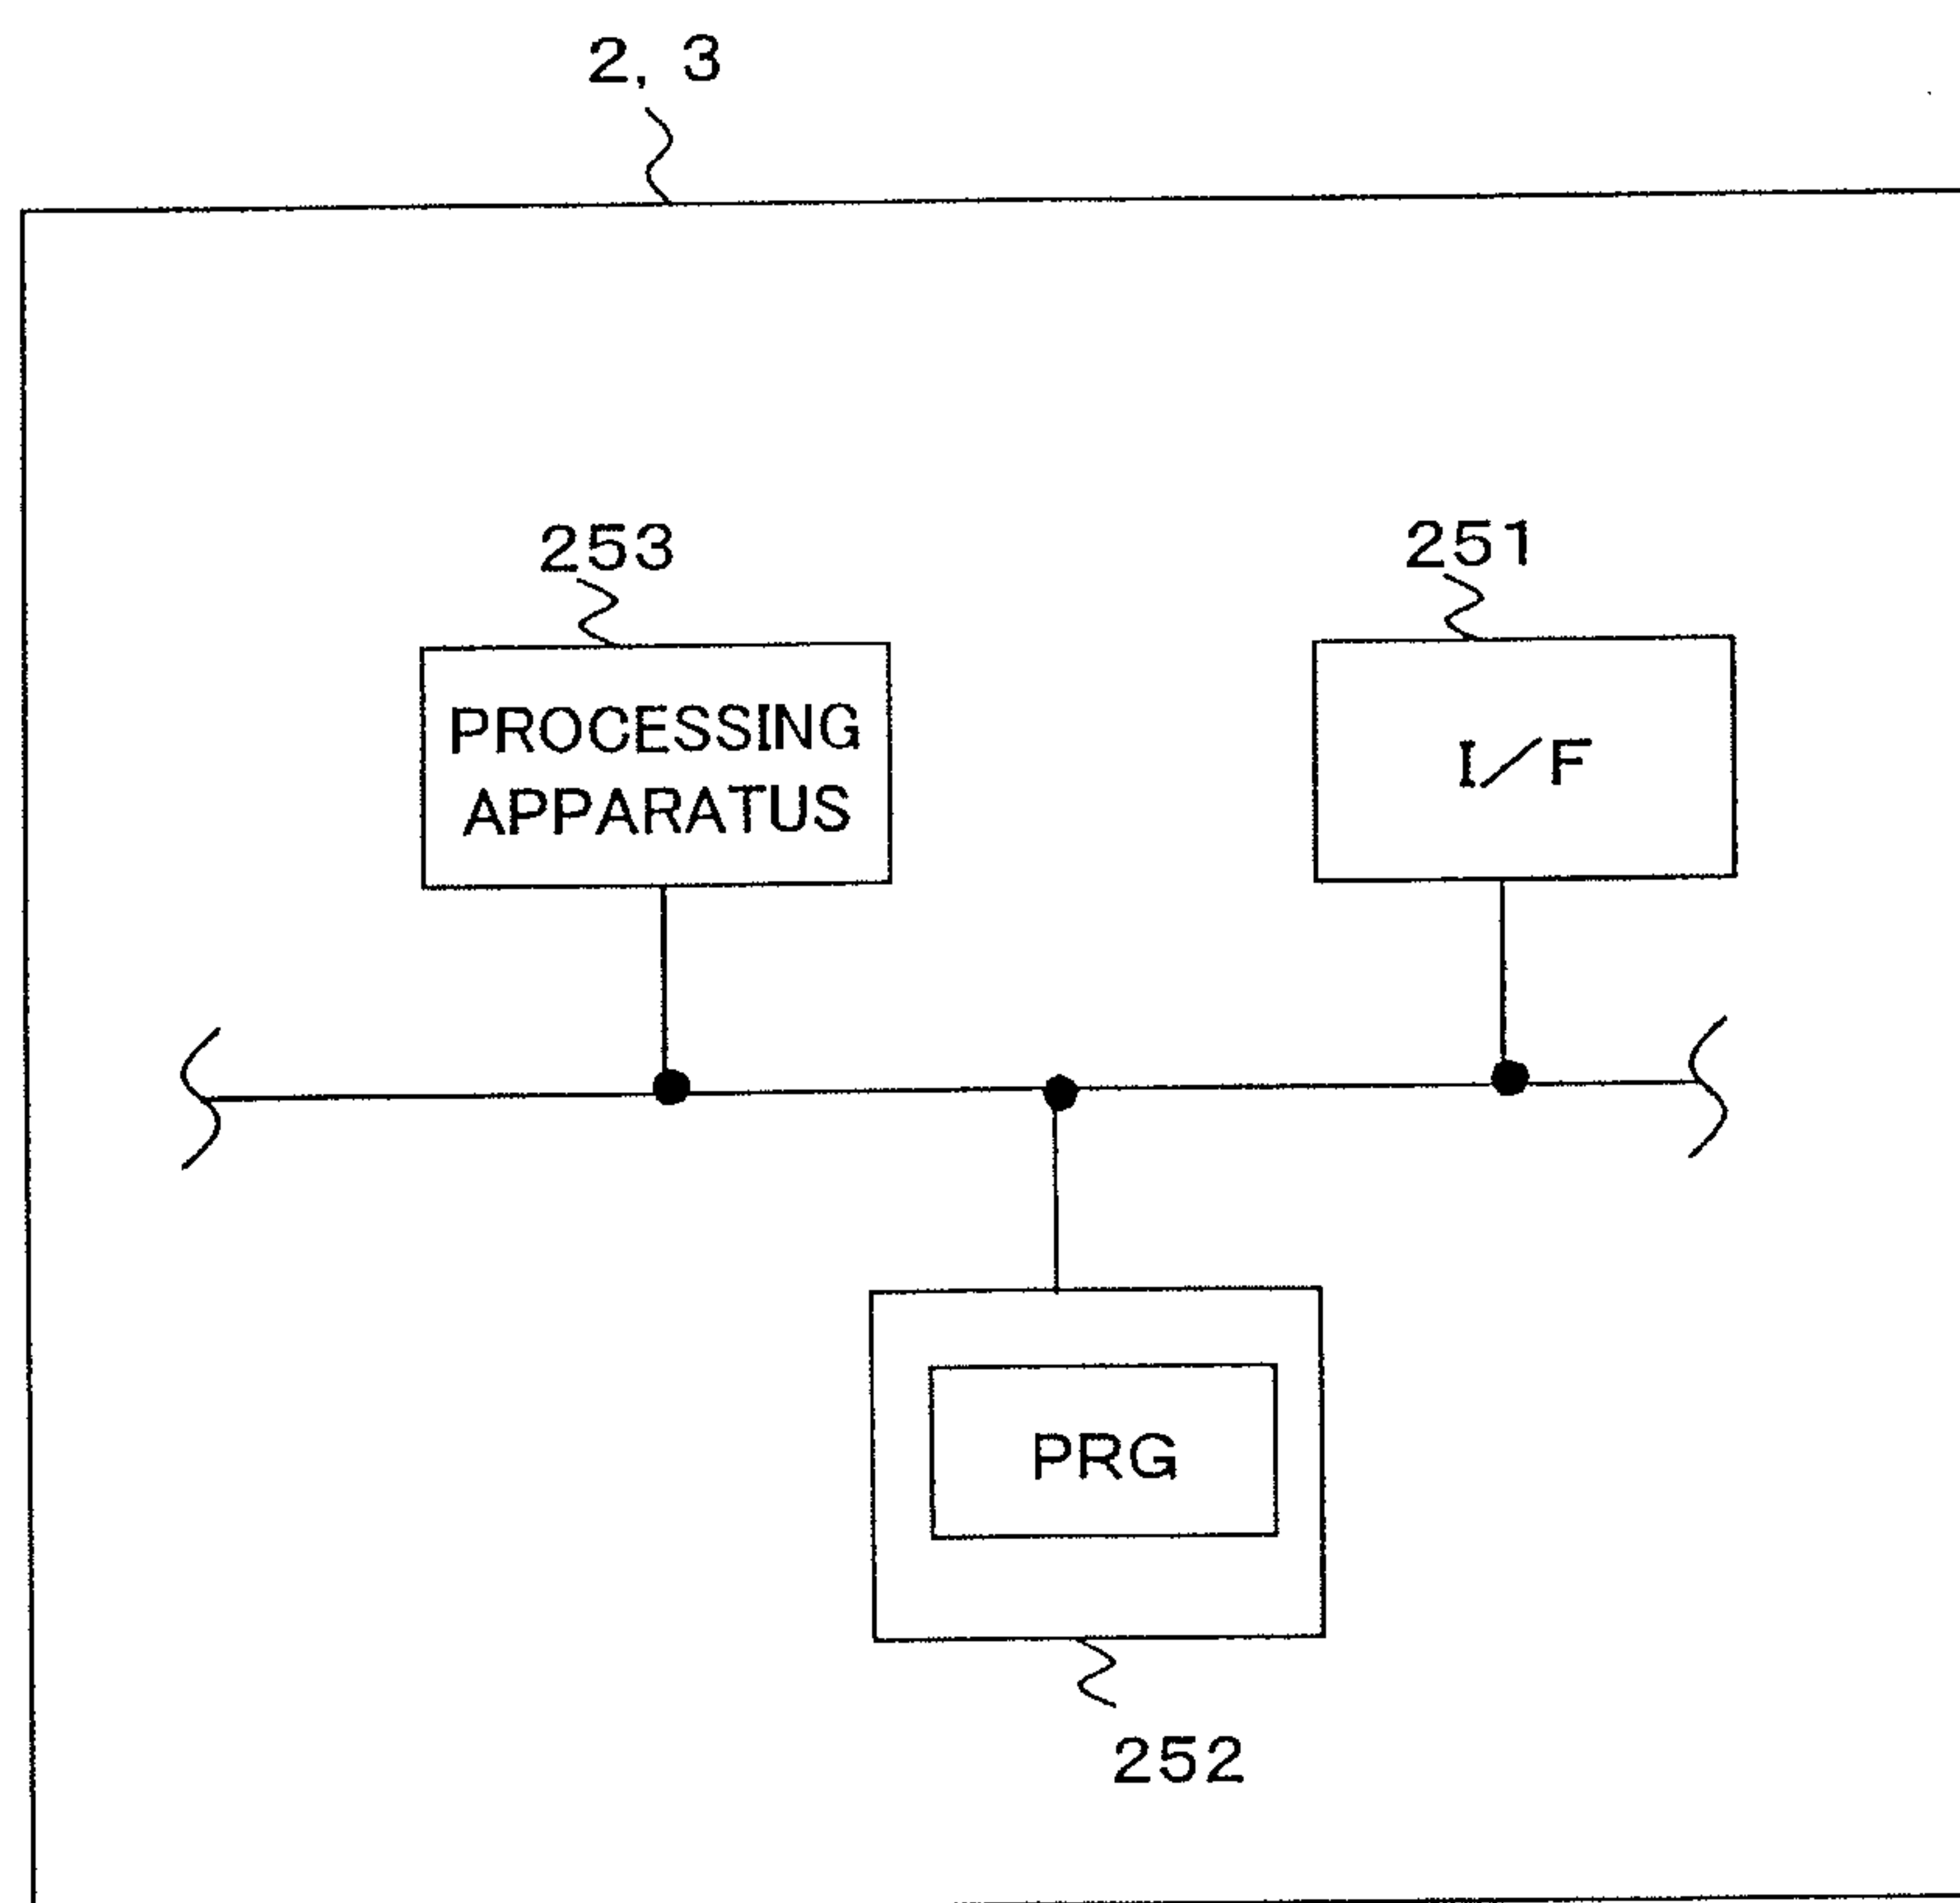 2, 3
253
251
PROCESSING
APPARATUS
I/F
PRG
252